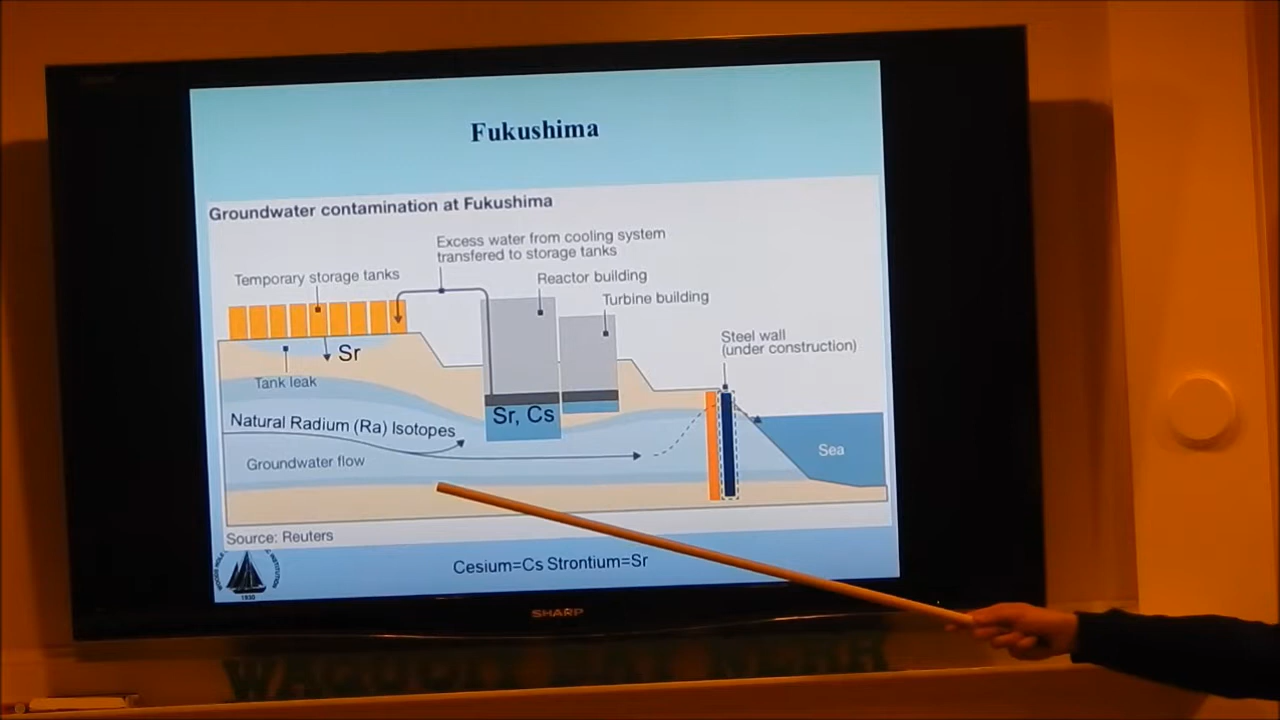 Fukushima
Groundwater contamination at Fukushima
Excess water from cooling system
transfered to storage tanks
Temporary storage tanks
Reactor building
Turbine building
Steel wall
(under construction)
Sr
Tank leak
Sr, Cs
Natural Radium (Ra) Isotopes
Groundwater flow
Sea
Source: Reuters
Cesium=Cs Strontium=Sr
1930
SHARP